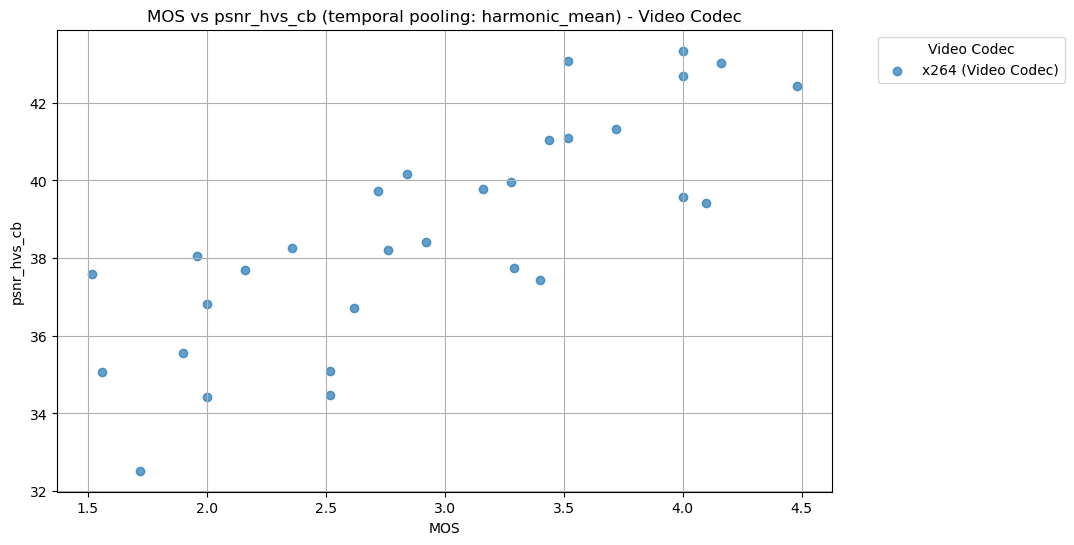 MOS vs psnr_hvs_cb (temporal pooling: harmonic_mean) - Video Codec
Video Codec
x264 (Video Codec)
psnr_hvs_cb
42
40
38
36
34
32
1.5 2.0 2.5 3.0 3.5 4.0 4.5
MOS